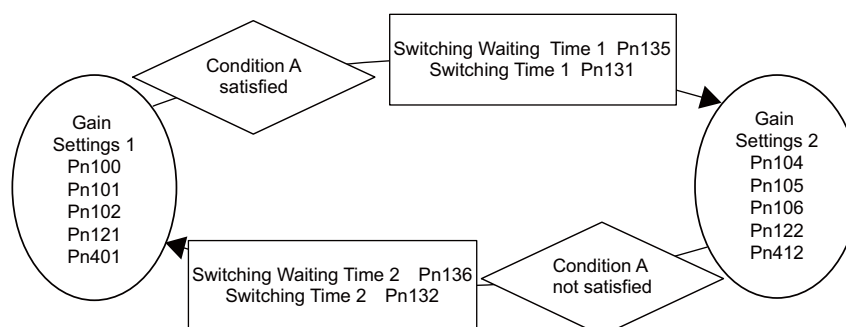 Condition A
satisfied
Switching Waiting Time 1 Pn135
Switching Time 1 Pn131
Gain
Settings 1
Pn100
Pn101
Pn102
Pn121
Pn401
Gain
Settings 2
Pn104
Pn105
Pn106
Pn122
Pn412
Switching Waiting Time 2 Pn136
Switching Time 2 Pn132
Condition A
not satisfied